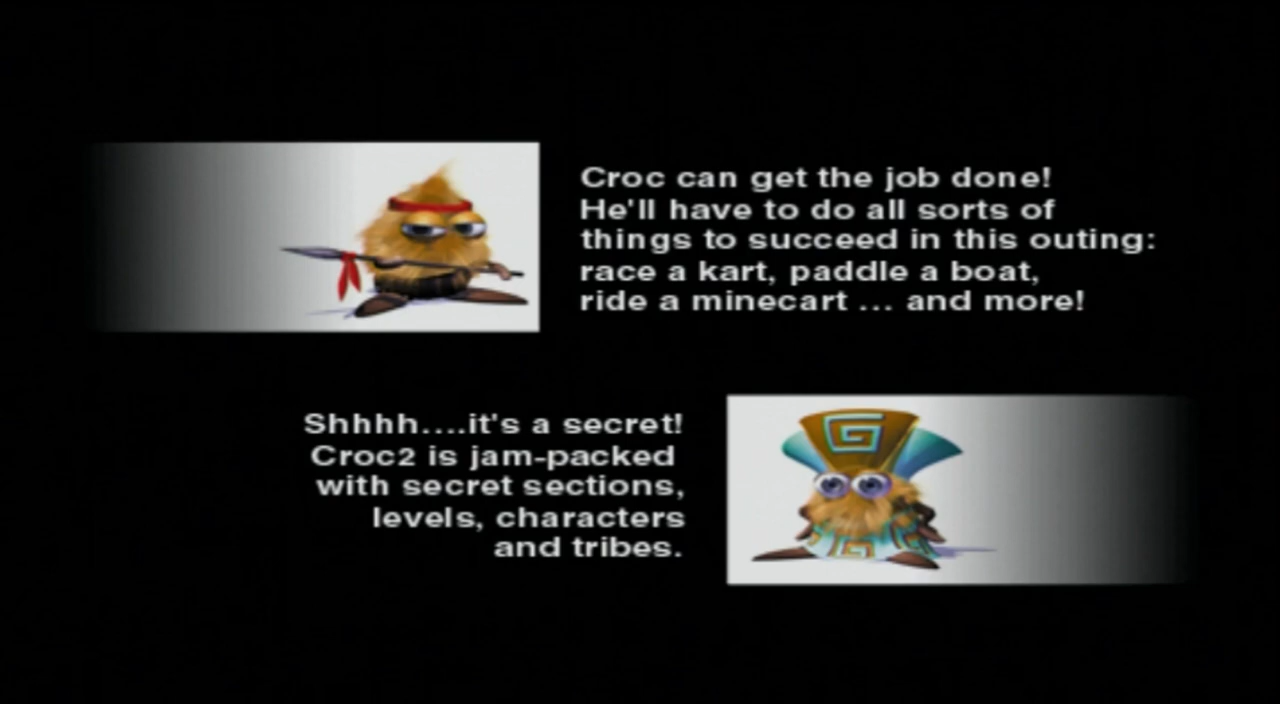 Croc can get the job done!
He'll have to do all sorts of
things to succeed in this outing:
race a kart, paddle a boat,
ride a minecart ... and more!
Shhhh....it's a secret!
Croc2 is jam-packed
with secret sections,
levels, characters
and tribes.